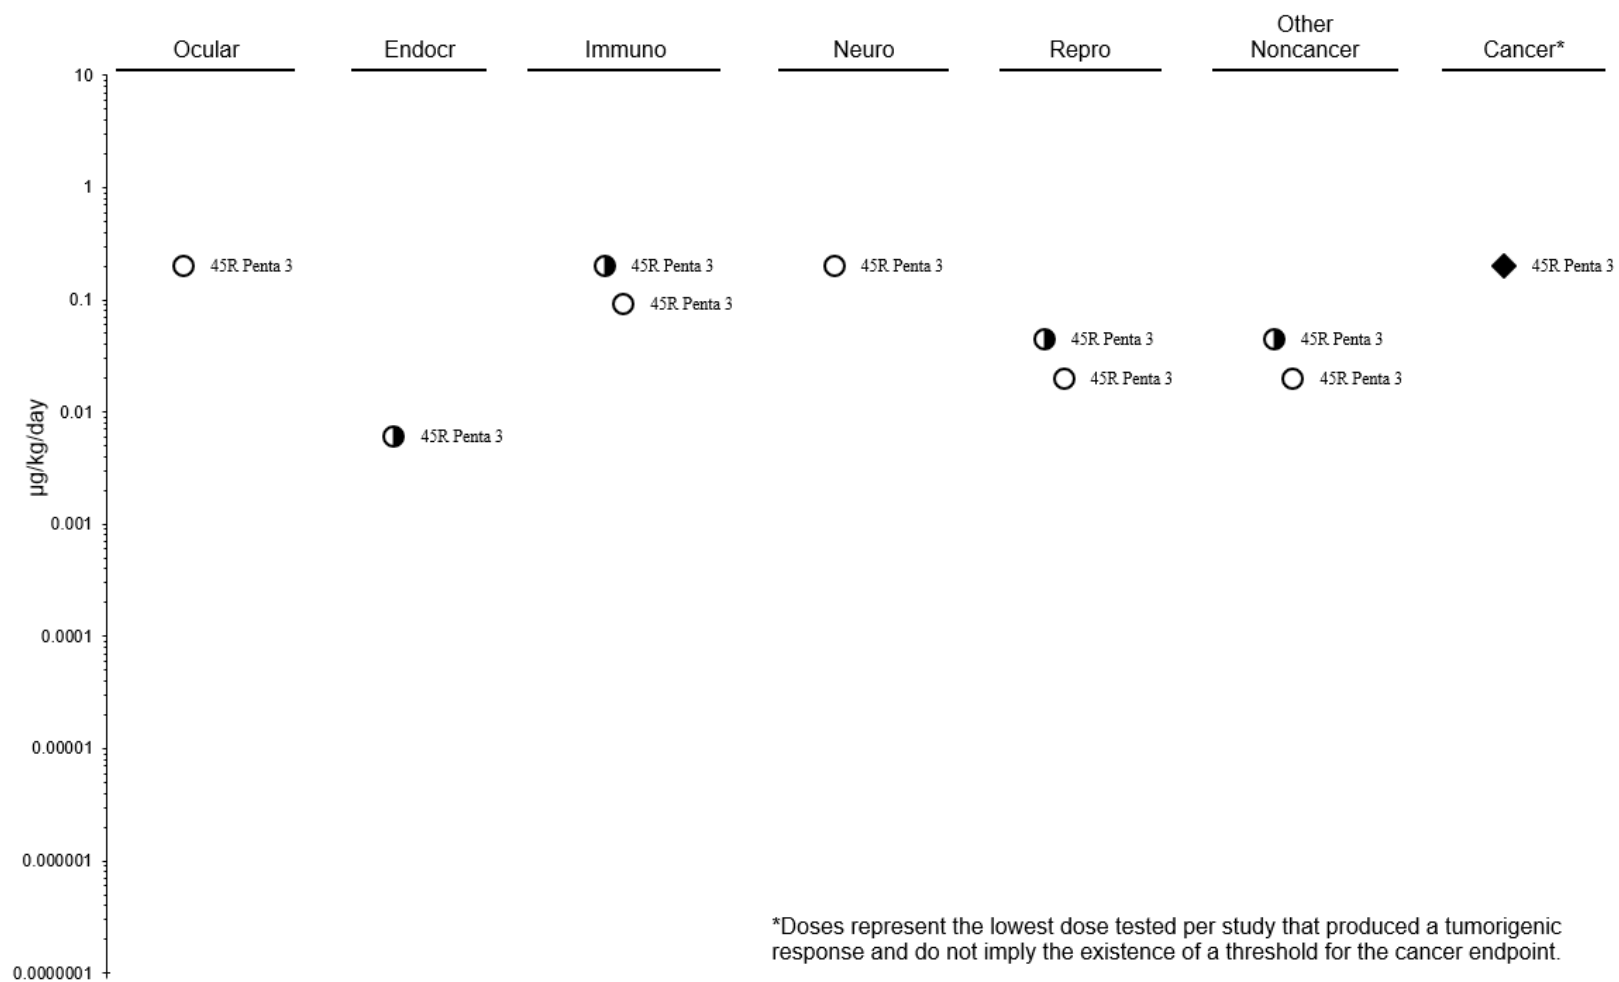 Other
Ocular Endocr Immuno Neuro Repro Noncancer Cancer*
10
1
45R Penta 3 45R Penta 3 45R Penta 3 45R Penta 3
0.1
45R Penta 3
45R Penta 3 45R Penta 3
45R Penta 3 45R Penta 3
0.01
45R Penta 3
µg/kg/day
0.001
0.0001
0.00001
0.000001
*Doses represent the lowest dose tested per study that produced a tumorigenic
response and do not imply the existence of a threshold for the cancer endpoint.
0.0000001